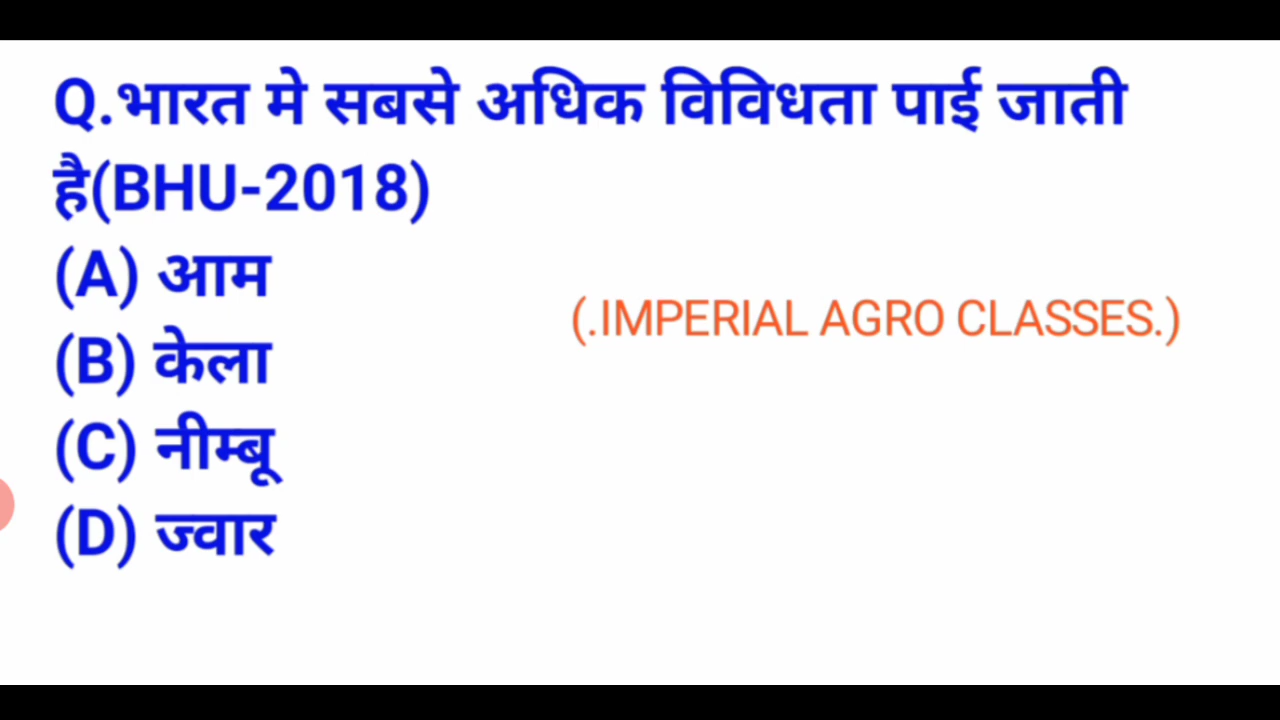 Q.भारत मे सबसे अधिक विविधता पाई जाती
है(BHU-2018)
(A) आम
(.IMPERIAL AGRO CLASSES.)
(B) केला
(C) नीम्बू
(D) ज्वार